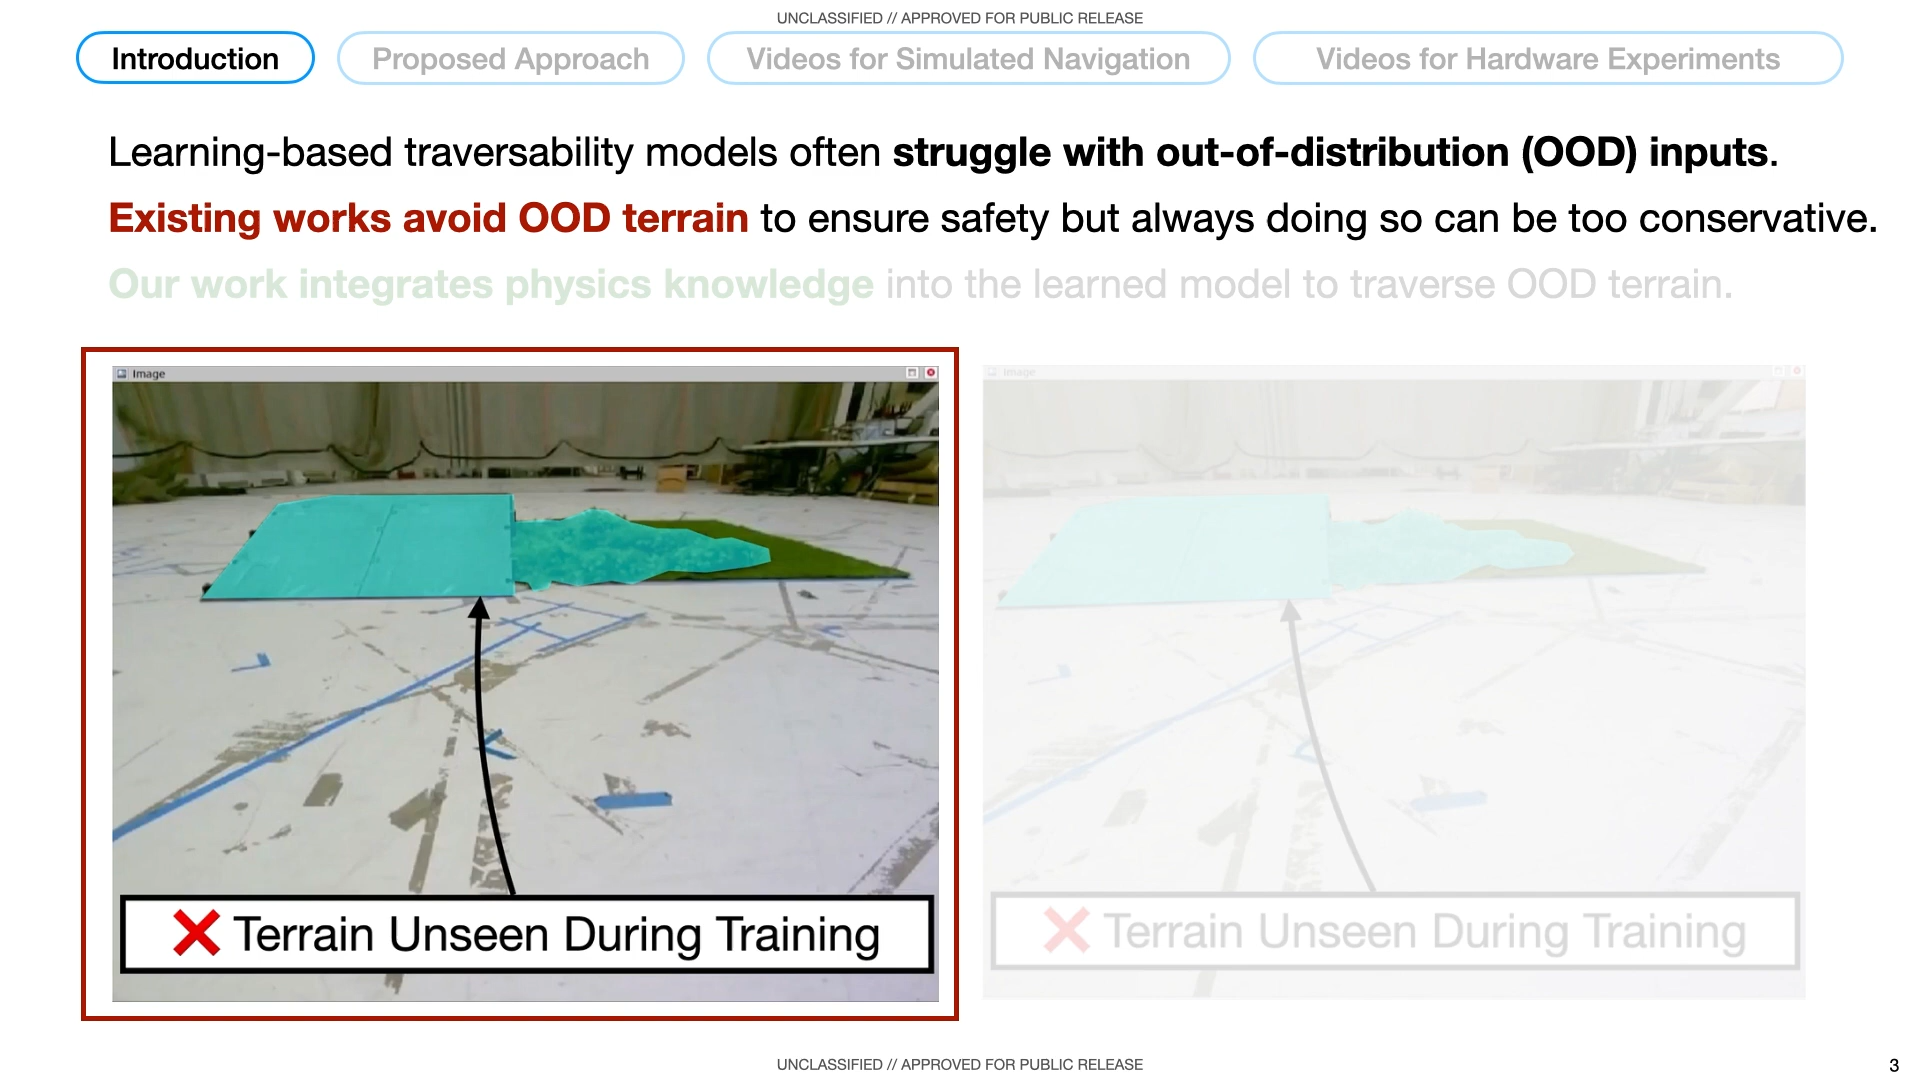 UNCLASSIFIED // APPROVED FOR PUBLIC RELEASE
Introduction
Proposed Approach
Videos for Simulated Navigation
Videos for Hardware Experiments
Learning-based traversability models often struggle with out-of-distribution (OOD) inputs.
Existing works avoid OOD terrain to ensure safety but always doing so can be too conservative.
Our work integrates physics knowledge into the learned model to traverse OOD terrain.
Image
Image
❌ Terrain Unseen During Training
❌ Terrain Unseen During Training
UNCLASSIFIED // APPROVED FOR PUBLIC RELEASE
3